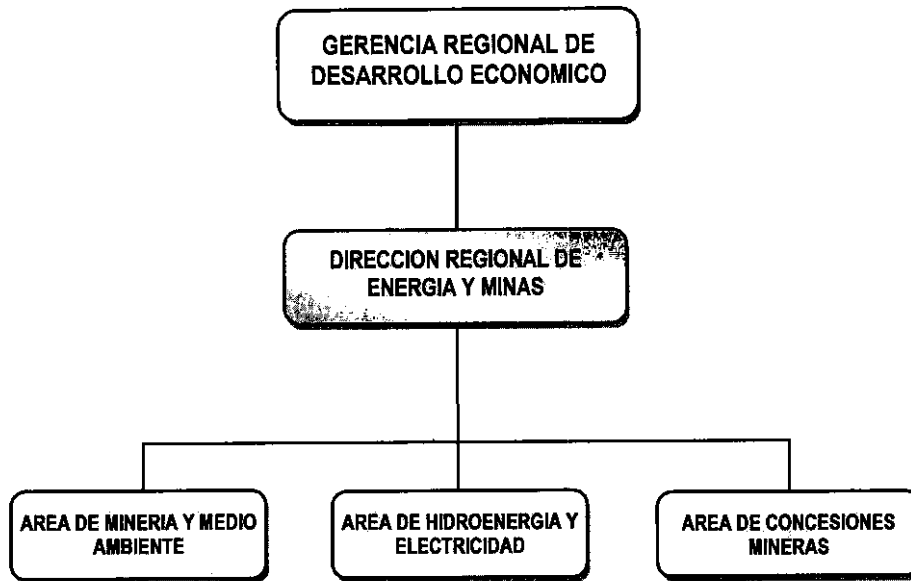 GERENCIA REGIONAL DE
DESARROLLO ECONOMICO
DIRECCION REGIONAL DE
ENERGIA Y MINAS
AREA DE MINERIA Y MEDIO
AMBIENTE
AREA DE HIDROENERGIA Y
ELECTRICIDAD
AREA DE CONCESIONES
MINERAS